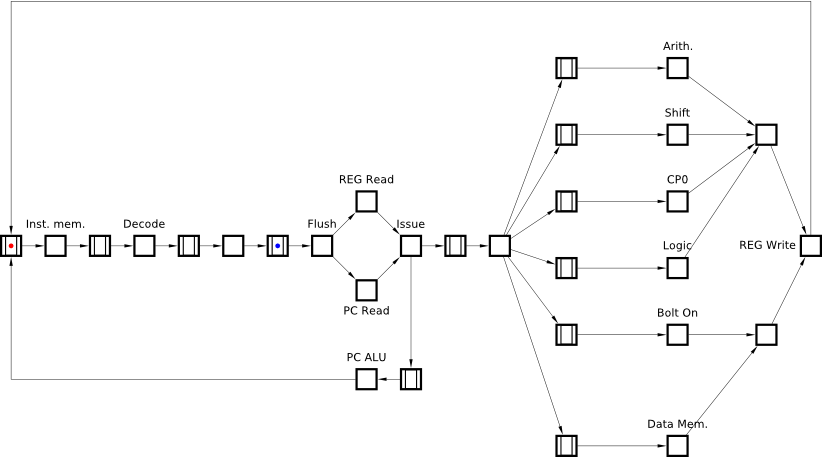 Arith.
Shift
REG Read
CP0
Inst. mem.
Decode
Flush
Issue
Logic
REG Write
PC Read
Bolt On
PC ALU
Data Mem.